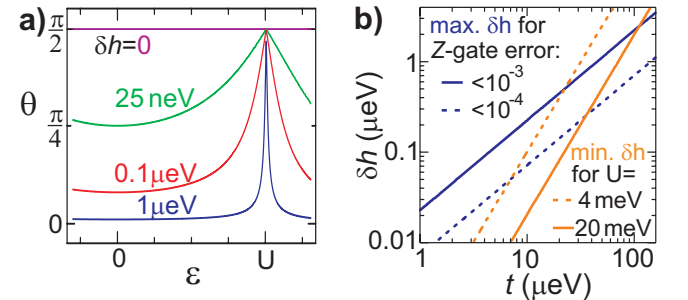 a)
π/2
δh=0
25 neV
θ
π/4
0.1μeV
1μeV
0
0
ε
U
b)
max. δh for
Z-gate error:
<10⁻³
<10⁻⁴
1
δh (μeV)
0.1
min. δh
for U=
4 meV
20 meV
0.01
1
10
100
t (μeV)